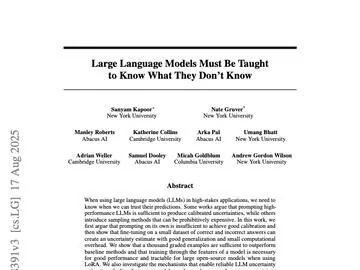 Large Language Models Must Be Taught
to Know What They Don't Know
Sanyam Kapoor* Nate Gruver*
New York University New York University
Manley Roberts Katherine Collins Arka Pal Umang Bhatt
Abacus AI Cambridge University Abacus AI New York University
Adrian Weller Samuel Dooley Micah Goldblum Andrew Gordon Wilson
Cambridge University Abacus AI Columbia University New York University
Abstract
When using large language models (LLMs) in high-stakes applications, we need to
know when we can trust their predictions. Some works argue that prompting high-
performance LLMs is sufficient to produce calibrated uncertainties, while others
introduce sampling methods that can be prohibitively expensive. In this work, we
first argue that prompting on its own is insufficient to achieve good calibration and
then show that fine-tuning on a small dataset of correct and incorrect answers can
create an uncertainty estimate with good generalization and small computational
overhead. We show that a thousand graded examples are sufficient to outperform
baseline methods and that training through the features of a model is necessary
for good performance and tractable for large open-source models when using
LoRA. We also investigate the mechanisms that enable reliable LLM uncertainty
391v3 [cs.LG] 17 Aug 2025